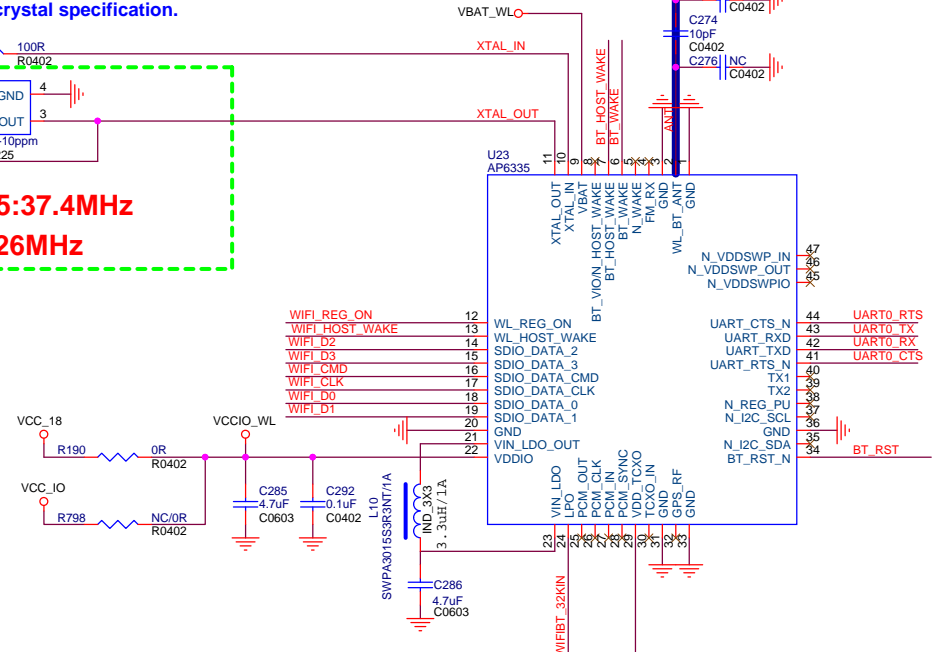 crystal specification.
VBAT_WL
C0402
C274
10pF
C0402
C276
NC
C0402
100R
R0402
XTAL_IN
GND
4
OUT
3
XTAL_OUT
10ppm
25
5:37.4MHz
26MHz
BT_HOST_WAKE
BT_WAKE
ANT
U23
AP6335
11
10
9
8
7
6
5
4
3
2
1
XTAL_OUT
XTAL_IN
VBAT
BT_VIO/N_HOST_WAKE
BT_HOST_WAKE
BT_WAKE
N_WAKE
FM_RX
GND
WL_BT_ANT
GND
N_VDDSWP_IN
47
N_VDDSWP_OUT
46
N_VDDSWPIO
45
WIFI_REG_ON
12
WL_REG_ON
WIFI_HOST_WAKE
13
WL_HOST_WAKE
WIFI_D2
14
SDIO_DATA_2
WIFI_D3
15
SDIO_DATA_3
WIFI_CMD
16
SDIO_DATA_CMD
WIFI_CLK
17
SDIO_DATA_CLK
WIFI_D0
18
SDIO_DATA_0
WIFI_D1
19
SDIO_DATA_1
20
GND
21
VIN_LDO_OUT
22
VDDIO
UART_CTS_N
44
UART0_RTS
UART_RXD
43
UART0_TX
UART_TXD
42
UART0_RX
UART_RTS_N
41
UART0_CTS
TX1
40
TX2
39
N_REG_PU
38
N_I2C_SCL
37
GND
36
N_I2C_SDA
35
BT_RST_N
34
BT_RST
VCC_18
R190
0R
R0402
VCCIO_WL
VCC_IO
R798
NC/0R
R0402
C285
4.7uF
C0603
C292
0.1uF
C0402
L10
SWPA3015S3R3NT/1A
IND_3X3
3.3uH/1A
C286
4.7uF
C0603
VIN_LDO
LPO
PCM_OUT
PCM_CLK
PCM_IN
PCM_SYNC
VDD_TCXO
TCXO_IN
GND
GPS_RF
GND
23
24
25
26
27
28
29
30
31
32
33
WIFIBT_32KIN